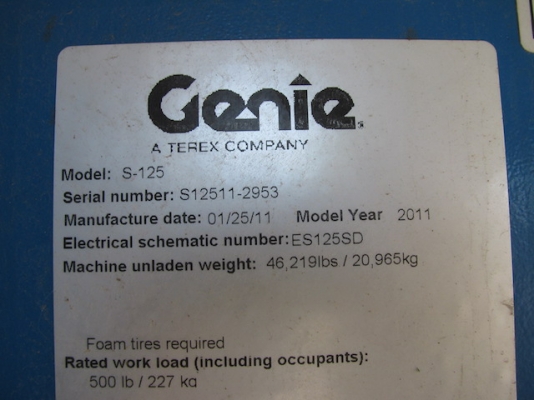 Genie
A TEREX COMPANY
Model: S-125
Serial number: S12511-2953
Manufacture date: 01/25/11 Model Year 2011
Electrical schematic number: ES125SD
Machine unladen weight: 46,219lbs / 20,965kg
Foam tires required
Rated work load (including occupants):
500 lb / 227 kg